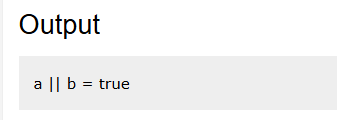 Output
a || b = true